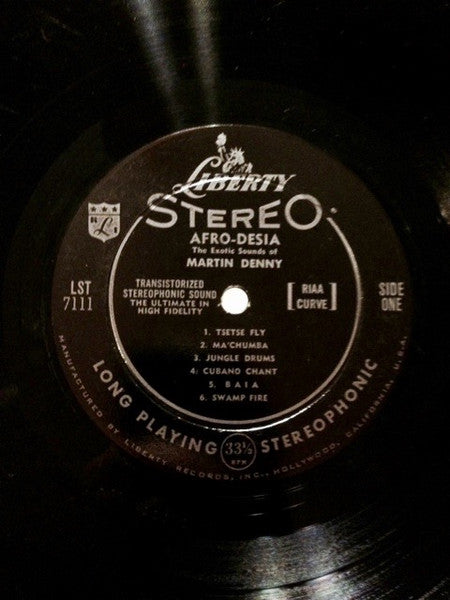 LIBERTY
STEREO
AFRO-DESIA
The Exotic Sounds of
MARTIN DENNY
L
LST
7111
TRANSISTORIZED
STEREOPHONIC SOUND
THE ULTIMATE IN
HIGH FIDELITY
[ RIAA
CURVE ]
SIDE
ONE
1. TSETSE FLY
2. MA'CHUMBA
3. JUNGLE DRUMS
4. CUBANO CHANT
5. BAIA
6. SWAMP FIRE
LONG PLAYING 33⅓ RPM STEREOPHONIC
MANUFACTURED BY LIBERTY RECORDS, INC., HOLLYWOOD, CALIFORNIA, U.S.A.